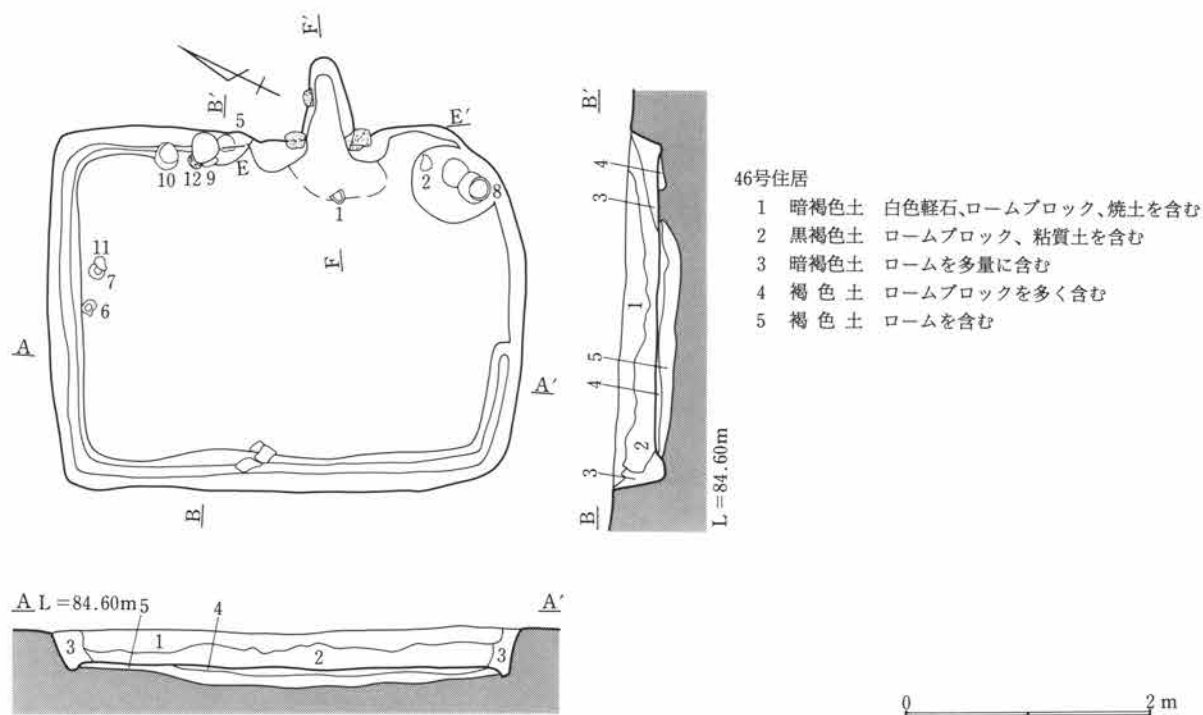 F'
B'
5
E'
E
10
12
9
2
8
1
F
11
7
6
A
A'
B
B'
4
3
1
5
4
2
3
B
L=84.60m
46号住居
1 暗褐色土 白色軽石、ロームブロック、焼土を含む
2 黒褐色土 ロームブロック、粘質土を含む
3 暗褐色土 ロームを多量に含む
4 褐色土 ロームブロックを多く含む
5 褐色土 ロームを含む
A L=84.60m 5 4 A'
3 1 2 3
0 2 m